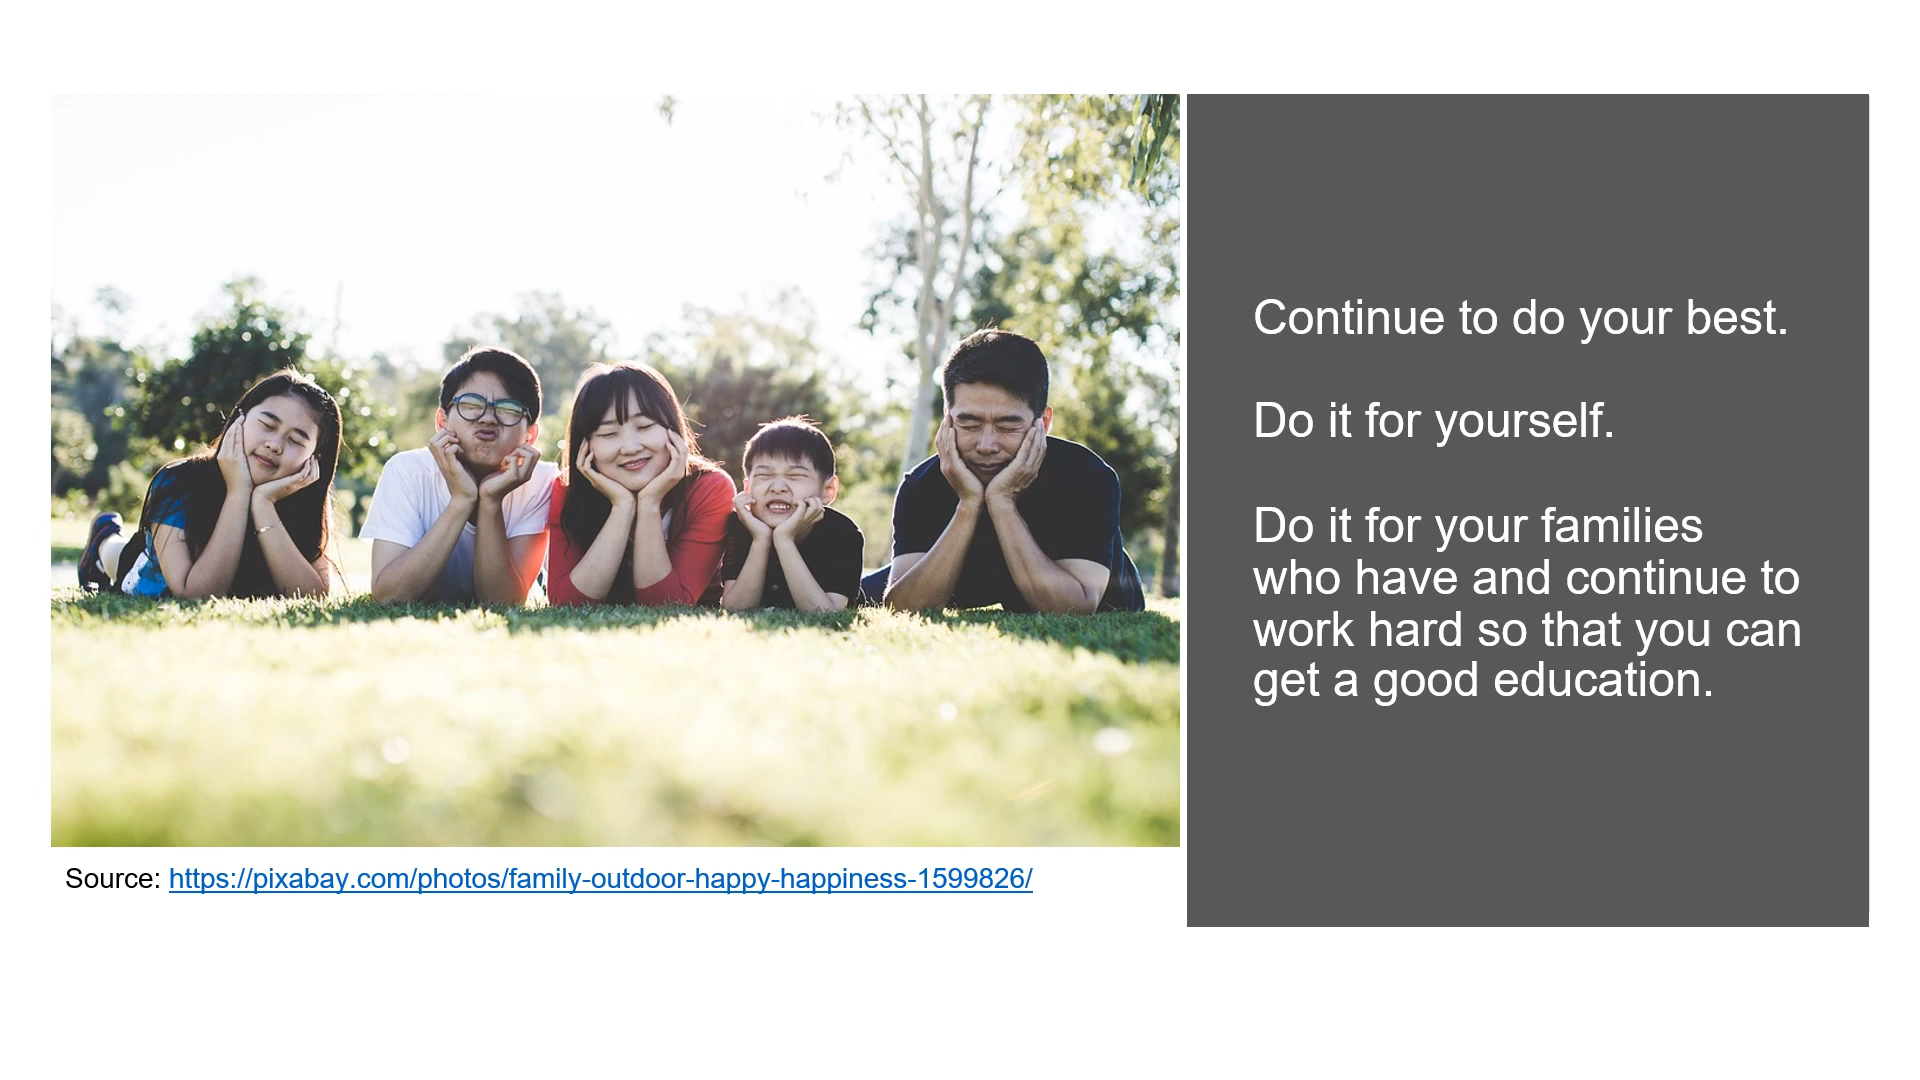 Continue to do your best.
Do it for yourself.
Do it for your families
who have and continue to
work hard so that you can
get a good education.
Source: https://pixabay.com/photos/family-outdoor-happy-happiness-1599826/